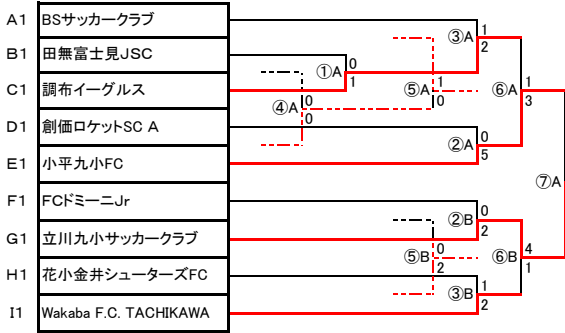 A1 BSサッカークラブ
③A 1
2
B1 田無富士見JSC
①A 0
1
C1 調布イーグルス
⑤A 1
0
⑥A 1
3
④A 0
0
D1 創価ロケットSC A
②A 0
5
E1 小平九小FC
⑦A
F1 FCドミーニJr
②B 0
2
G1 立川九小サッカークラブ
⑤B 0
2
⑥B 4
1
H1 花小金井シューターズFC
③B 1
2
I1 Wakaba F.C. TACHIKAWA